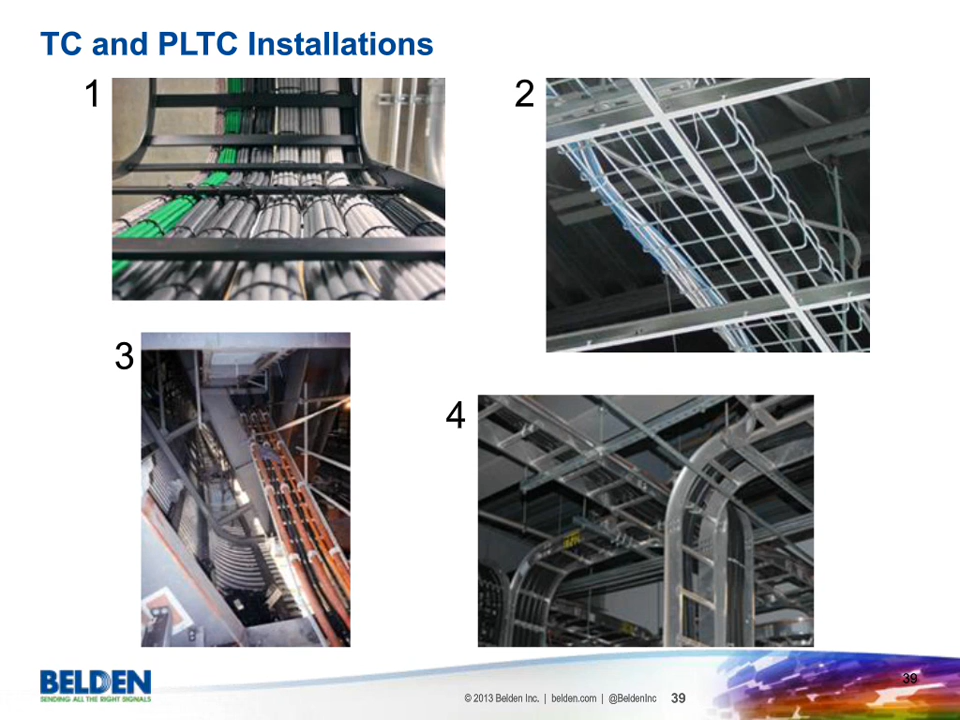 TC and PLTC Installations
1
2
3
4
BELDEN
SENDING ALL THE RIGHT SIGNALS
© 2013 Belden Inc. | belden.com | @BeldenInc 39
39